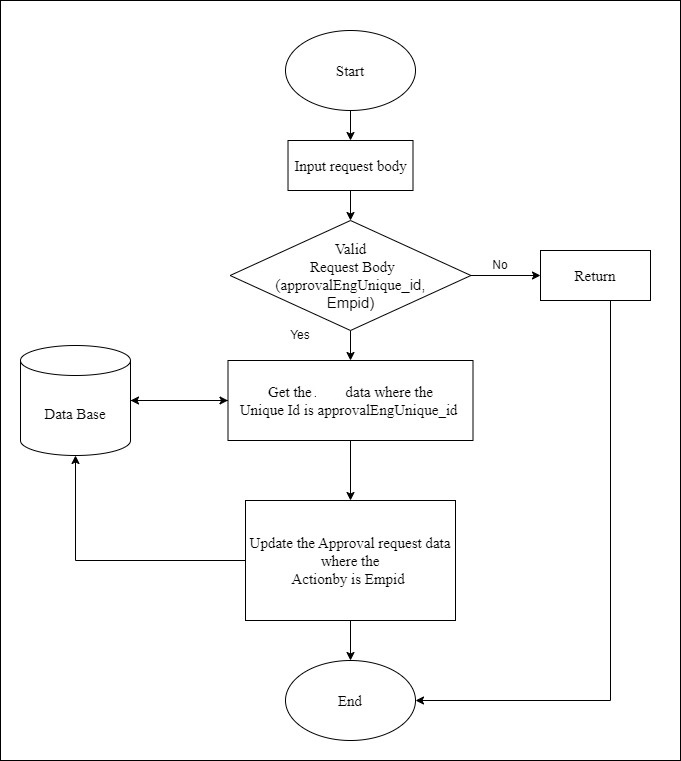 Start
Input request body
Valid
Request Body
(approvalEngUnique_id,
Empid)
No
Return
Yes
Get the . data where the
Unique Id is approvalEngUnique_id
Data Base
Update the Approval request data
where the
Actionby is Empid
End